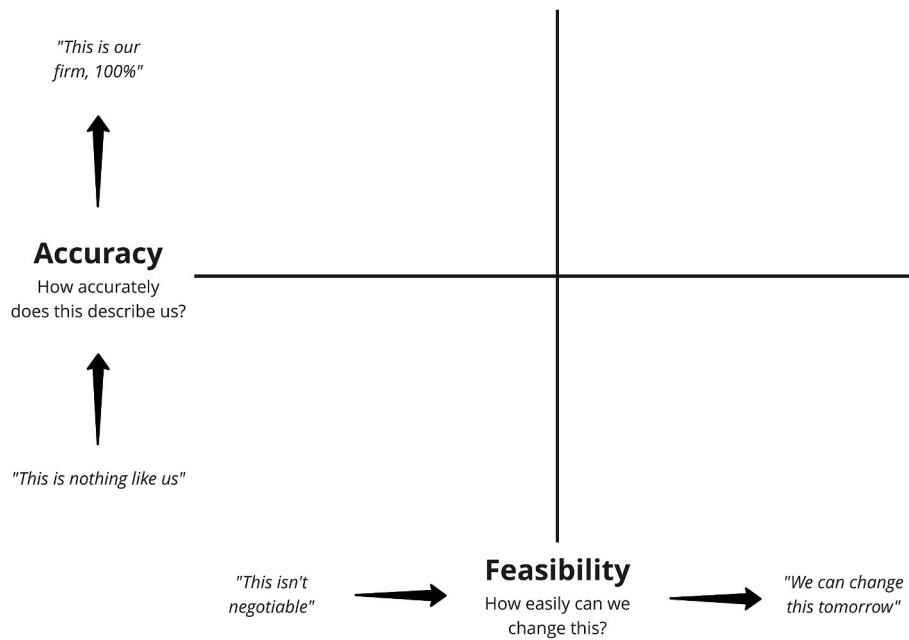 "This is our
firm, 100%"
Accuracy
How accurately
does this describe us?
"This is nothing like us"
"This isn't
negotiable"
Feasibility
How easily can we
change this?
"We can change
this tomorrow"